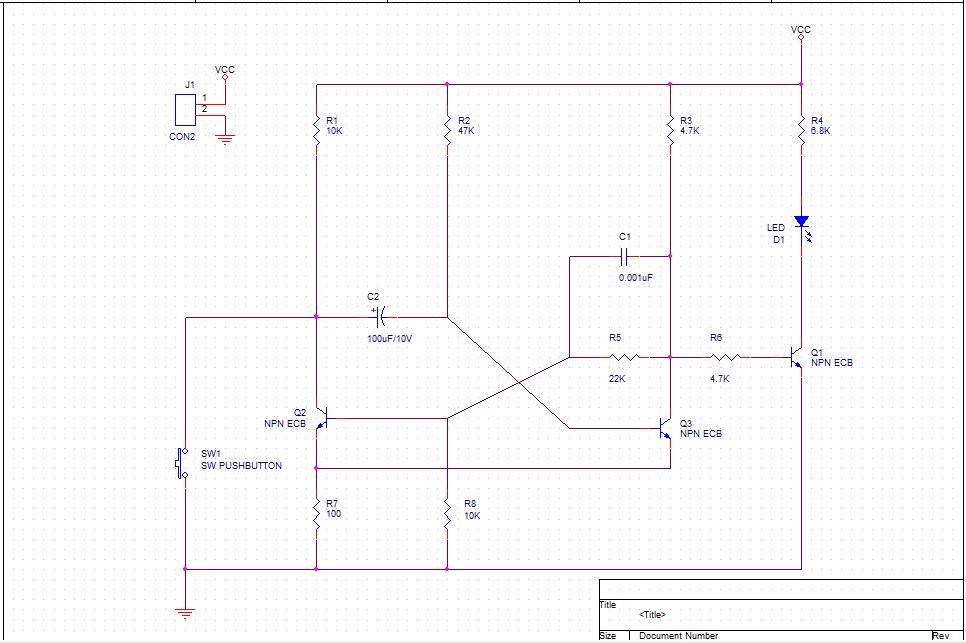 VCC
VCC
J1
1
2
CON2
R1
10K
R2
47K
R3
4.7K
R4
6.8K
LED
D1
C1
0.001uF
C2
+
100uF/10V
R5
22K
R6
4.7K
Q1
NPN ECB
Q2
NPN ECB
Q3
NPN ECB
SW1
SW PUSHBUTTON
R7
100
R8
10K
Title
<Title>
Size
Document Number
Rev